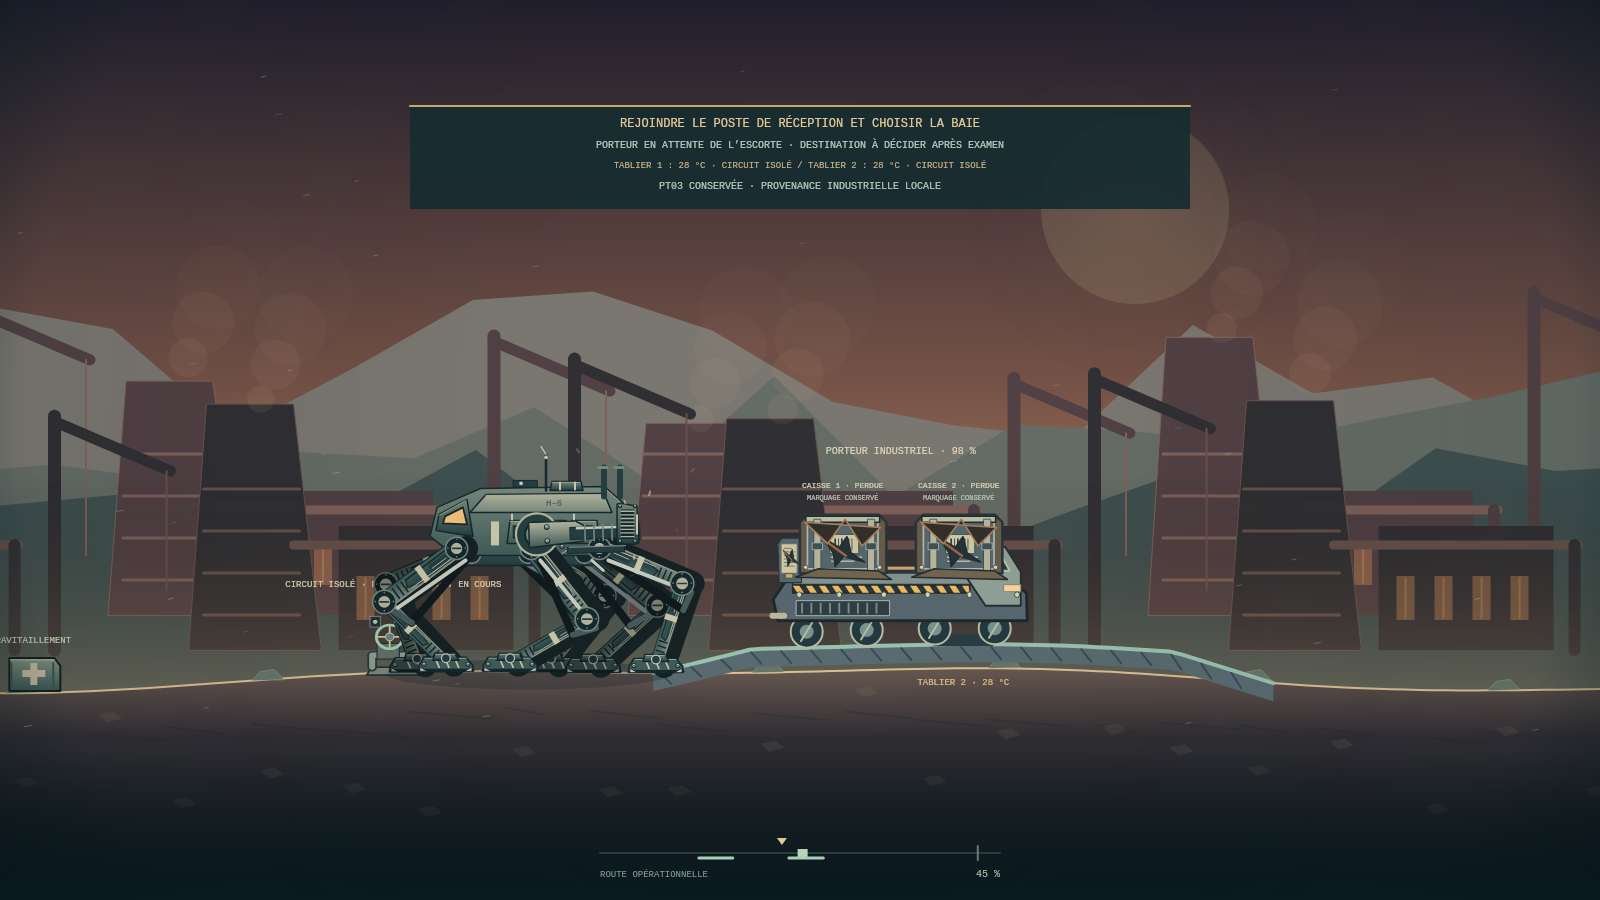 REJOINDRE LE POSTE DE RÉCEPTION ET CHOISIR LA BAIE
PORTEUR EN ATTENTE DE L’ESCORTE · DESTINATION À DÉCIDER APRÈS EXAMEN
TABLIER 1 : 28 °C · CIRCUIT ISOLÉ / TABLIER 2 : 28 °C · CIRCUIT ISOLÉ
PT03 CONSERVÉE · PROVENANCE INDUSTRIELLE LOCALE
PORTEUR INDUSTRIEL · 98 %
CAISSE 1 · PERDUE
MARQUAGE CONSERVÉ
CAISSE 2 · PERDUE
MARQUAGE CONSERVÉ
H-6
CIRCUIT ISOLÉ · EN COURS
AVITAILLEMENT
TABLIER 2 · 28 °C
ROUTE OPÉRATIONNELLE
45 %